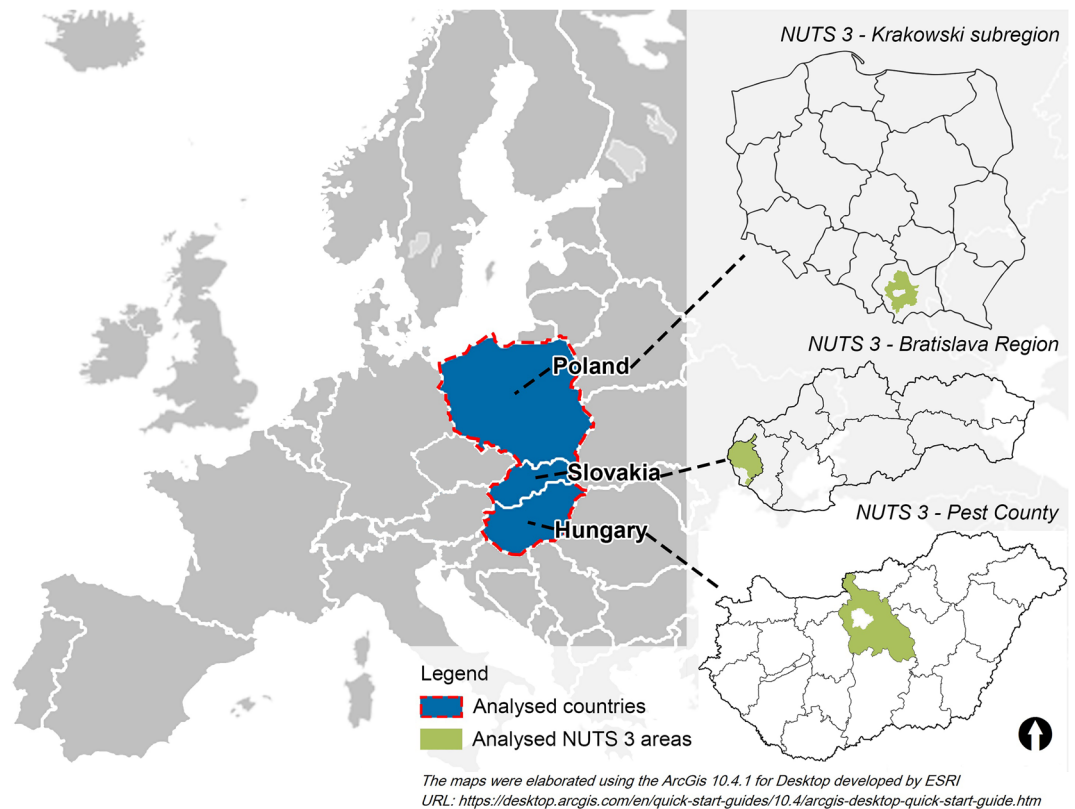 NUTS 3 - Krakowski subregion
Poland
NUTS 3 - Bratislava Region
Slovakia
NUTS 3 - Pest County
Hungary
Legend
Analysed countries
Analysed NUTS 3 areas
The maps were elaborated using the ArcGis 10.4.1 for Desktop developed by ESRI
URL: https://desktop.arcgis.com/en/quick-start-guides/10.4/arcgis-desktop-quick-start-guide.htm